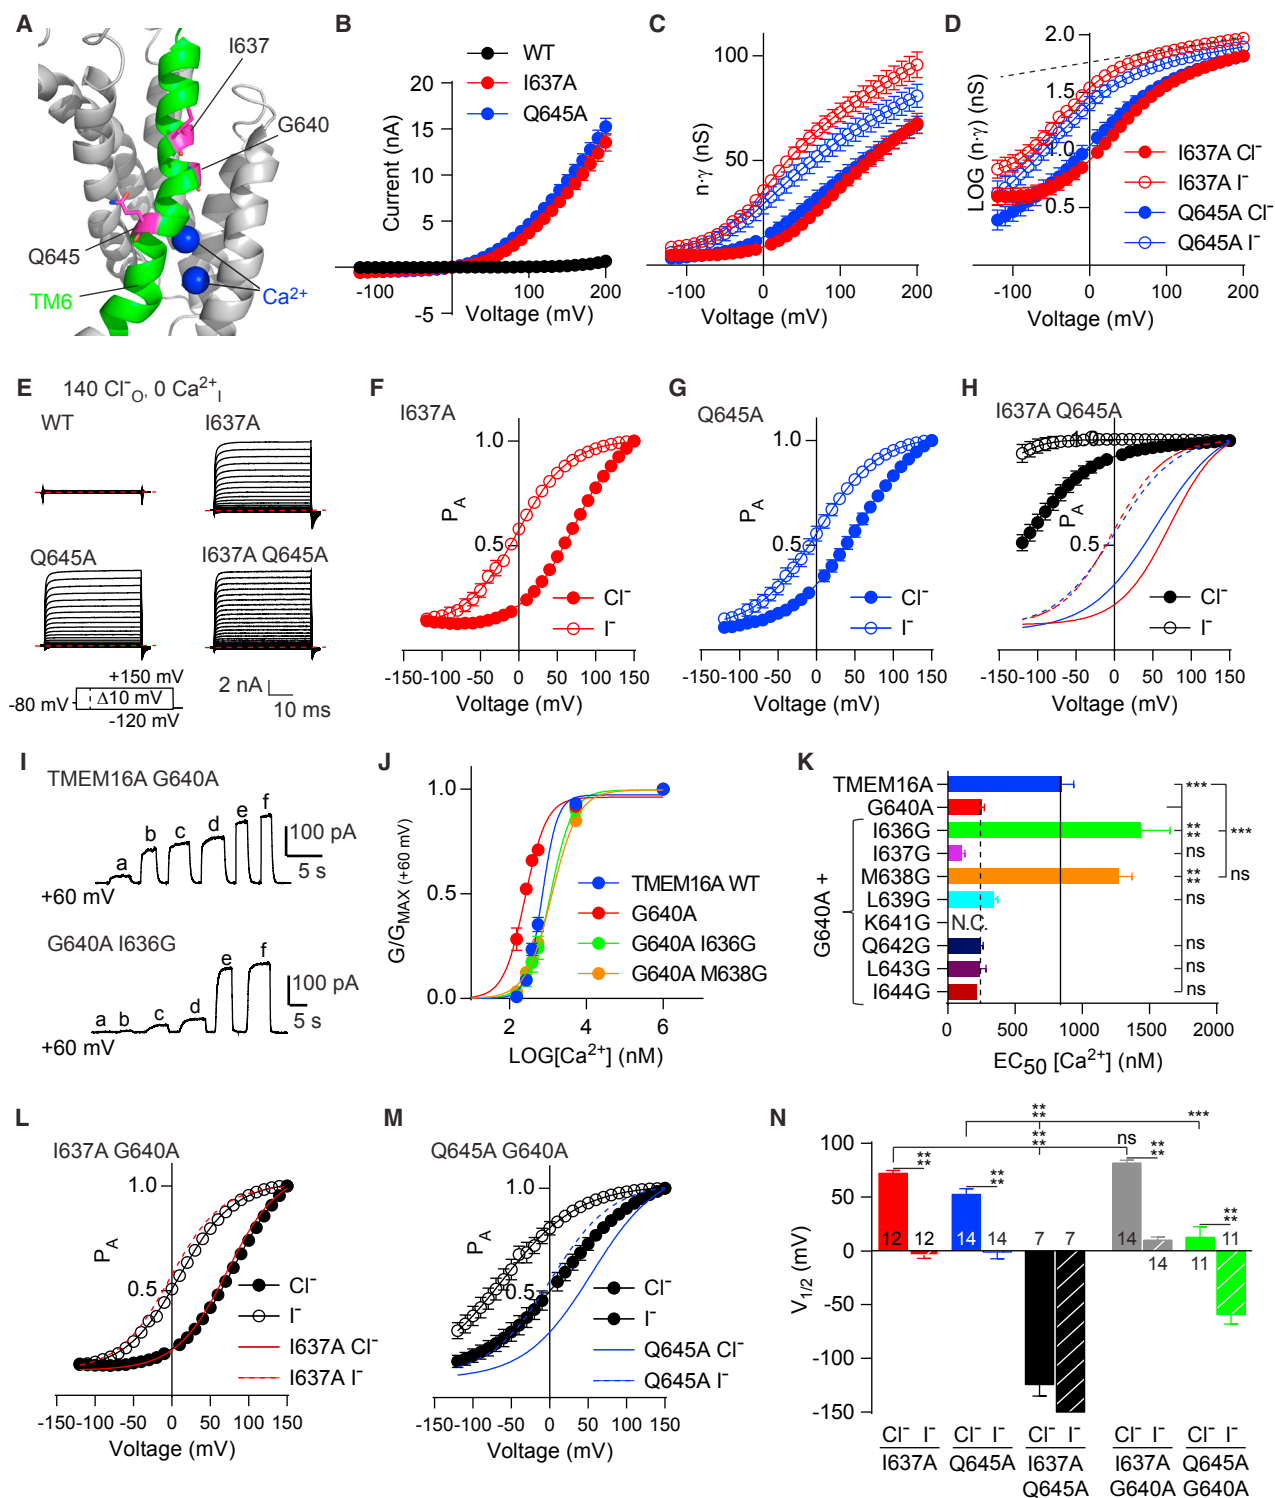 A
I637
G640
Q645
TM6
Ca²⁺
B
WT
I637A
Q645A
Current (nA)
20
15
10
5
-5
-100
100
200
Voltage (mV)
C
n·γ (nS)
100
50
-100
0
100
200
Voltage (mV)
D
LOG (n·γ) (nS)
2.0
1.5
1.0
0.5
-100
0
100
200
Voltage (mV)
I637A Cl⁻
I637A I⁻
Q645A Cl⁻
Q645A I⁻
E
140 Cl⁻O, 0 Ca²⁺I
WT
I637A
Q645A
I637A Q645A
+150 mV
-80 mV
Δ10 mV
-120 mV
2 nA
10 ms
F
I637A
1.0
0.5
PA
Cl⁻
I⁻
-150 -100 -50 0 50 100 150
Voltage (mV)
G
Q645A
1.0
0.5
PA
Cl⁻
I⁻
-150 -100 -50 0 50 100 150
Voltage (mV)
H
I637A Q645A
1.0
0.5
PA
Cl⁻
I⁻
-150 -100 -50 0 50 100 150
Voltage (mV)
I
TMEM16A G640A
a b c d e f
100 pA
5 s
+60 mV
G640A I636G
a b c d e f
100 pA
5 s
+60 mV
J
G/GMAX (+60 mV)
1.0
0.5
0.0
2 4 6
LOG[Ca²⁺] (nM)
TMEM16A WT
G640A
G640A I636G
G640A M638G
K
TMEM16A
G640A
G640A +
I636G
I637G
M638G
L639G
K641G
N.C.
Q642G
L643G
I644G
***
****
ns
****
ns
ns
ns
ns
***
ns
0 500 1000 1500 2000
EC50 [Ca²⁺] (nM)
L
I637A G640A
1.0
0.5
PA
Cl⁻
I⁻
I637A Cl⁻
I637A I⁻
-150 -100 -50 0 50 100 150
Voltage (mV)
M
Q645A G640A
1.0
0.5
PA
Cl⁻
I⁻
Q645A Cl⁻
Q645A I⁻
-150 -100 -50 0 50 100 150
Voltage (mV)
N
V1/2 (mV)
100
50
0
-50
-100
-150
****
***
****
ns
****
****
****
****
12 12 14 14 7 7 14 14 11 11
Cl⁻ I⁻ Cl⁻ I⁻ Cl⁻ I⁻ Cl⁻ I⁻ Cl⁻ I⁻
I637A Q645A I637A I637A Q645A
Q645A G640A G640A